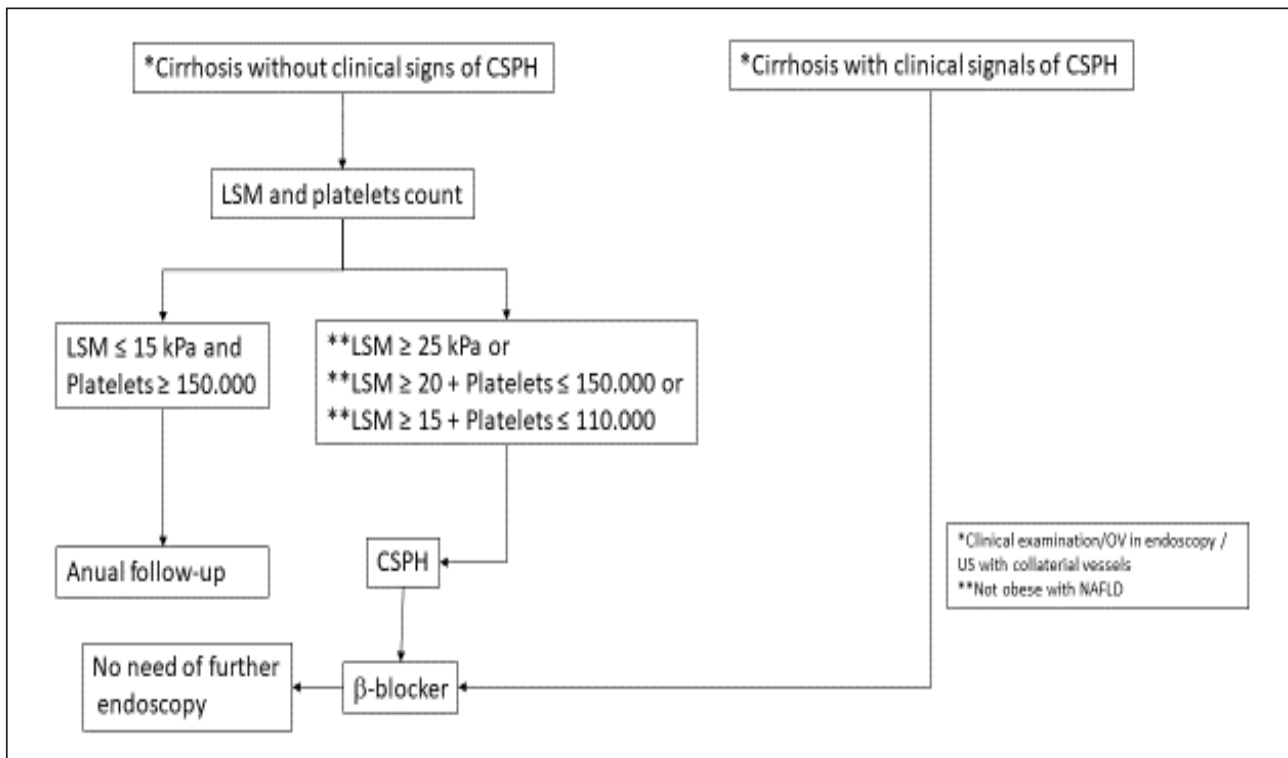 *Cirrhosis without clinical signs of CSPH
*Cirrhosis with clinical signals of CSPH
LSM and platelets count
LSM ≤ 15 kPa and
Platelets ≥ 150.000
**LSM ≥ 25 kPa or
**LSM ≥ 20 + Platelets ≤ 150.000 or
**LSM ≥ 15 + Platelets ≤ 110.000
Anual follow-up
CSPH
*Clinical examination/OV in endoscopy /
US with collaterial vessels
**Not obese with NAFLD
No need of further
endoscopy
β-blocker